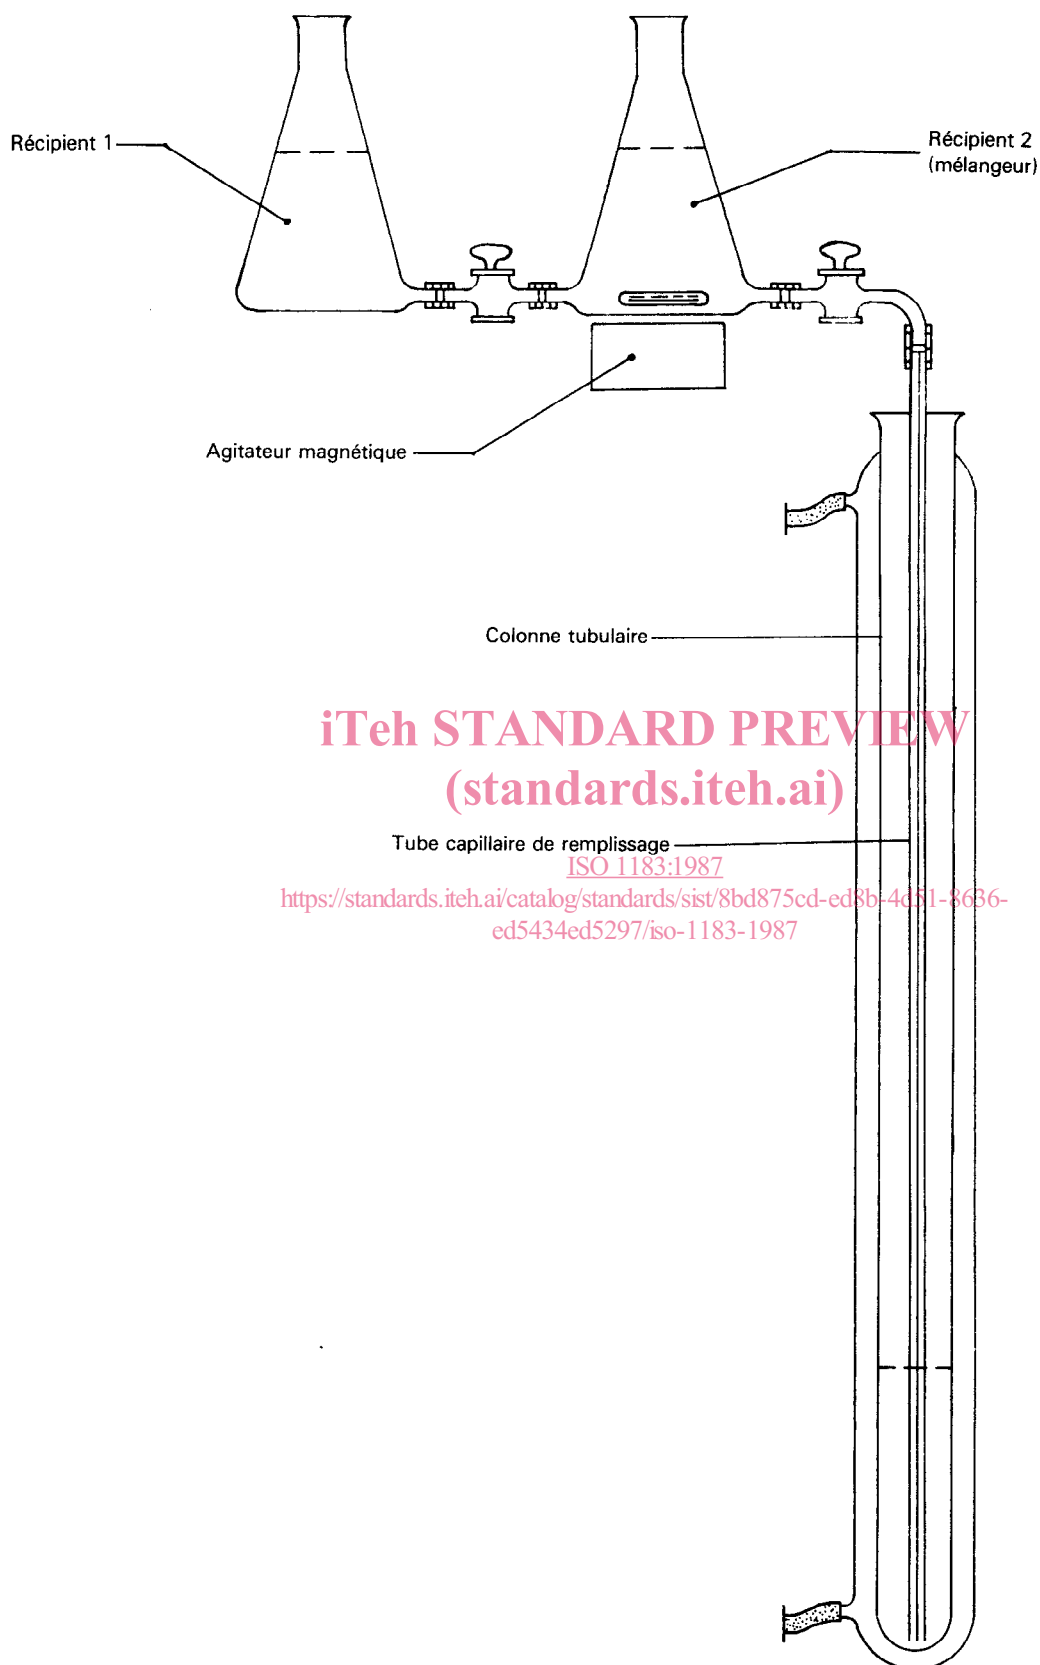 Récipient 1
Récipient 2
(mélangeur)
Agitateur magnétique
Colonne tubulaire
iTeh STANDARD PREVIEW
(standards.iteh.ai)
Tube capillaire de remplissage
ISO 1183:1987
https://standards.iteh.ai/catalog/standards/sist/8bd875cd-ed8b-4d51-8636-
ed5434ed5297/iso-1183-1987